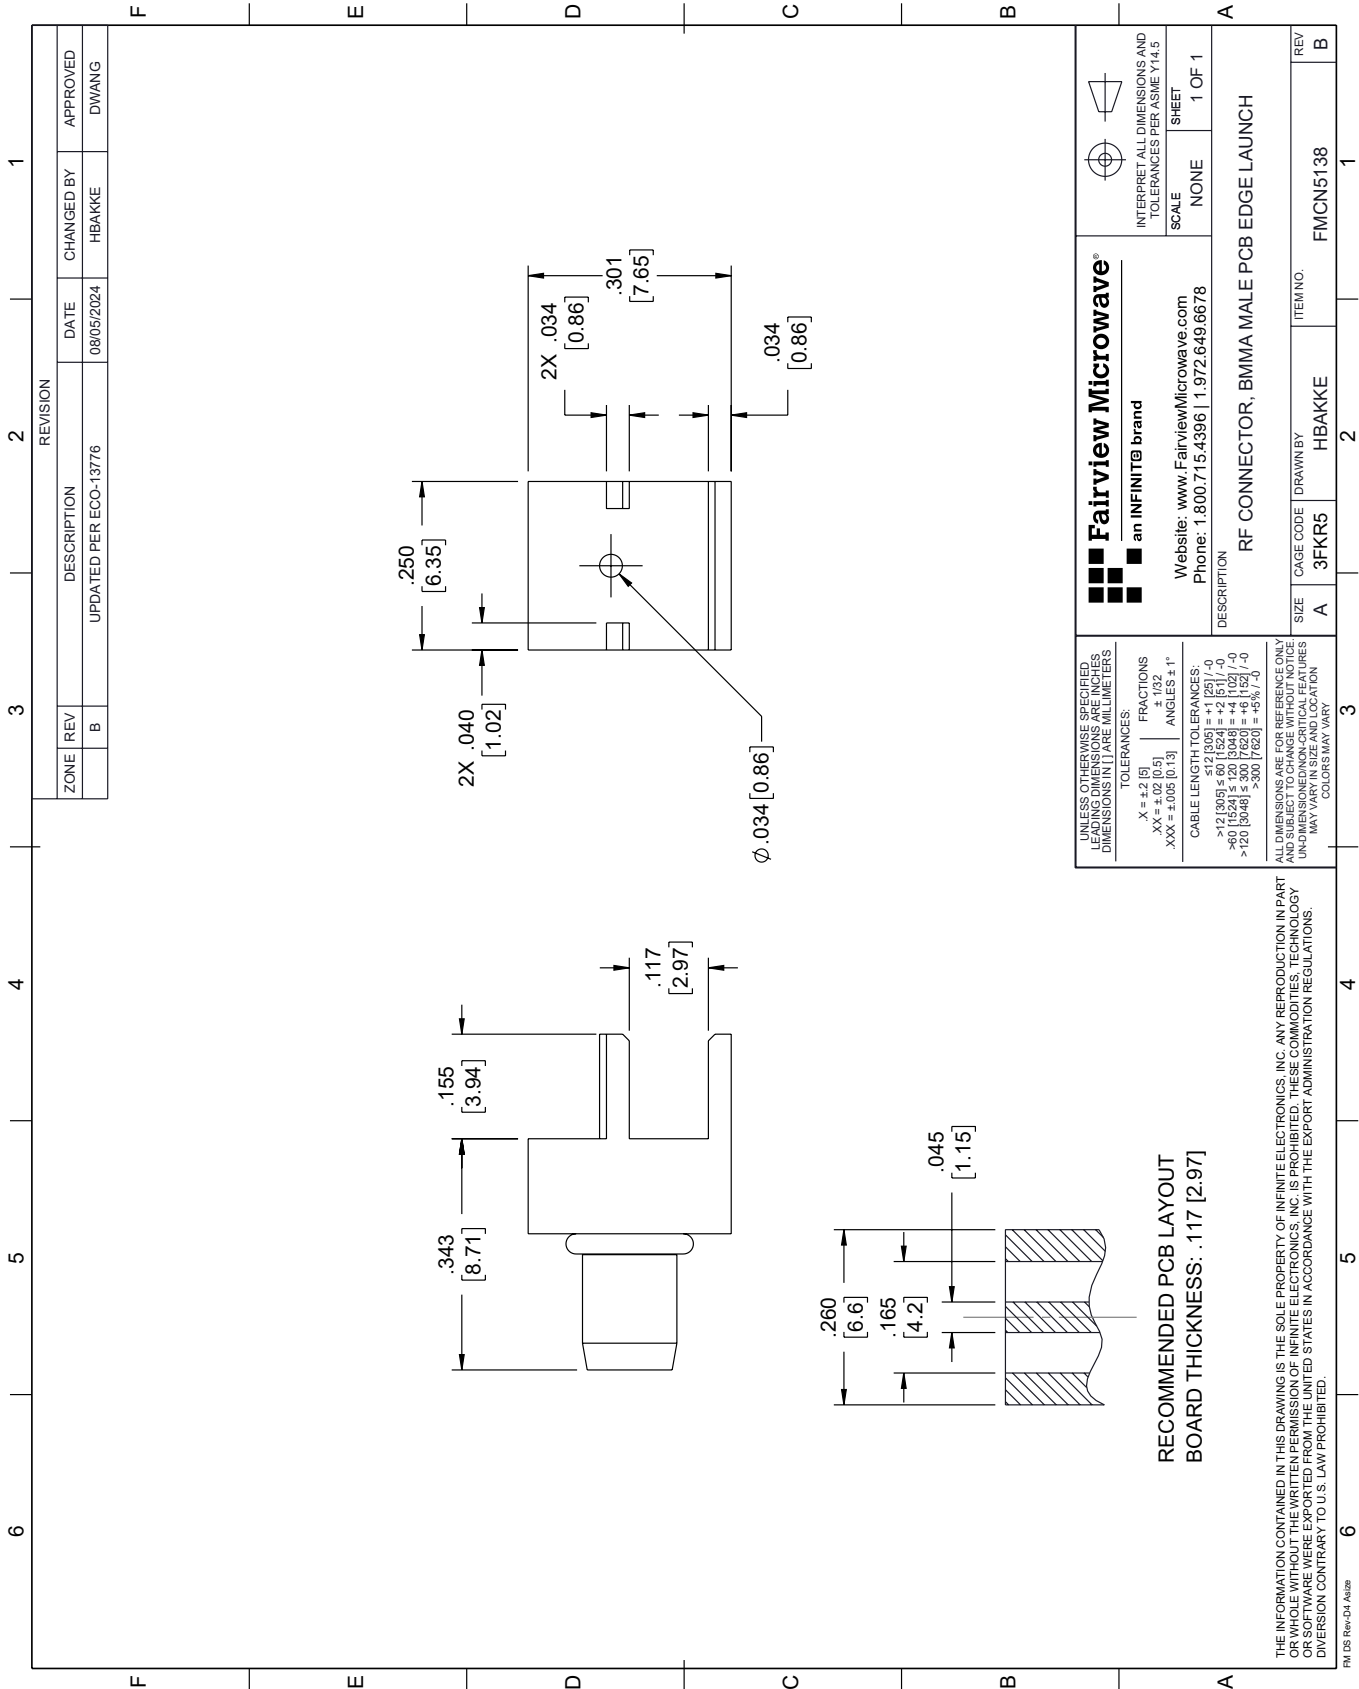 6
5
4
3
2
1
F
E
D
C
B
A
REVISION
ZONE REV DESCRIPTION DATE CHANGED BY APPROVED
B UPDATED PER ECO-13776 08/05/2024 HBAKKE DWANG
.343
[8.71]
.155
[3.94]
.117
[2.97]
2X .040
[1.02]
.250
[6.35]
2X .034
[0.86]
.301
[7.65]
.034
[0.86]
Ø.034 [0.86]
.260
[6.6]
.165
[4.2]
.045
[1.15]
RECOMMENDED PCB LAYOUT
BOARD THICKNESS: .117 [2.97]
UNLESS OTHERWISE SPECIFIED
LEADING DIMENSIONS ARE INCHES
DIMENSIONS IN [ ] ARE MILLIMETERS
TOLERANCES:
.X = ±.2 [5] FRACTIONS
.XX = ±.02 [0.5] ± 1/32
.XXX = ±.005 [0.13] ANGLES ± 1°
CABLE LENGTH TOLERANCES:
≤12 [305] = +1 [25] / -0
>12 [305] ≤ 60 [1524] = +2 [51] / -0
>60 [1524] ≤ 120 [3048] = +4 [102] / -0
>120 [3048] ≤ 300 [7620] = +6 [152] / -0
>300 [7620] = +5% / -0
ALL DIMENSIONS ARE FOR REFERENCE ONLY
AND SUBJECT TO CHANGE WITHOUT NOTICE.
UN-DIMENSIONED/NON-CRITICAL FEATURES
MAY VARY IN SIZE AND LOCATION
COLORS MAY VARY
Fairview Microwave®
an INFINIT@ brand
Website: www.FairviewMicrowave.com
Phone: 1.800.715.4396 | 1.972.649.6678
INTERPRET ALL DIMENSIONS AND
TOLERANCES PER ASME Y14.5
SCALE SHEET
NONE 1 OF 1
DESCRIPTION
RF CONNECTOR, BMMA MALE PCB EDGE LAUNCH
SIZE CAGE CODE DRAWN BY ITEM NO. REV
A 3FKR5 HBAKKE FMCN5138 B
THE INFORMATION CONTAINED IN THIS DRAWING IS THE SOLE PROPERTY OF INFINITE ELECTRONICS, INC. ANY REPRODUCTION IN PART
OR WHOLE WITHOUT THE WRITTEN PERMISSION OF INFINITE ELECTRONICS, INC. IS PROHIBITED. THESE COMMODITIES, TECHNOLOGY
OR SOFTWARE WERE EXPORTED FROM THE UNITED STATES IN ACCORDANCE WITH THE EXPORT ADMINISTRATION REGULATIONS.
DIVERSION CONTRARY TO U.S. LAW PROHIBITED.
F
E
D
C
B
A
6
5
4
3
2
1
FM DS Rev-D4 Asize